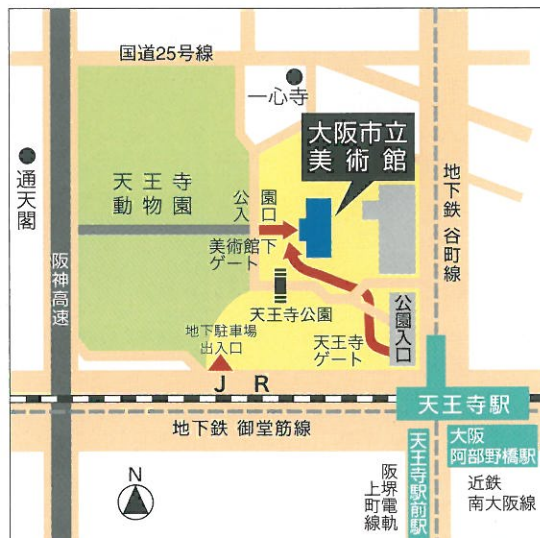 国道25号線
一心寺
大阪市立
美術館
通天閣
天王寺
動物園
公園
入口
美術館下
ゲート
地下鉄 谷町線
阪神高速
天王寺公園
公園入口
地下駐車場
出入口
天王寺
ゲート
JR
天王寺駅
地下鉄 御堂筋線
大阪
阿部野橋駅
天王寺駅前駅
阪堺電軌
上町線
近鉄
南大阪線
N